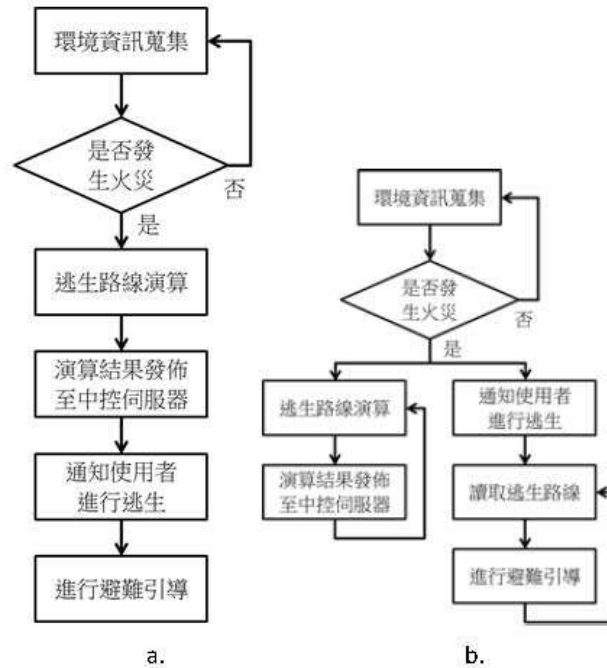 環境資訊蒐集
是否發
生火災
否
是
逃生路線演算
演算結果發佈
至中控伺服器
通知使用者
進行逃生
進行避難引導
a.
環境資訊蒐集
是否發
生火災
否
是
逃生路線演算
演算結果發佈
至中控伺服器
通知使用者
進行逃生
讀取逃生路線
進行避難引導
b.